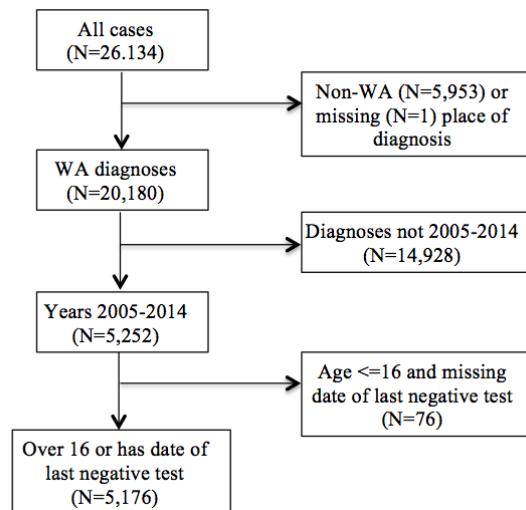 All cases
(N=26.134)
Non-WA (N=5,953) or
missing (N=1) place of
diagnosis
WA diagnoses
(N=20,180)
Diagnoses not 2005-2014
(N=14,928)
Years 2005-2014
(N=5,252)
Age <=16 and missing
date of last negative test
(N=76)
Over 16 or has date of
last negative test
(N=5,176)